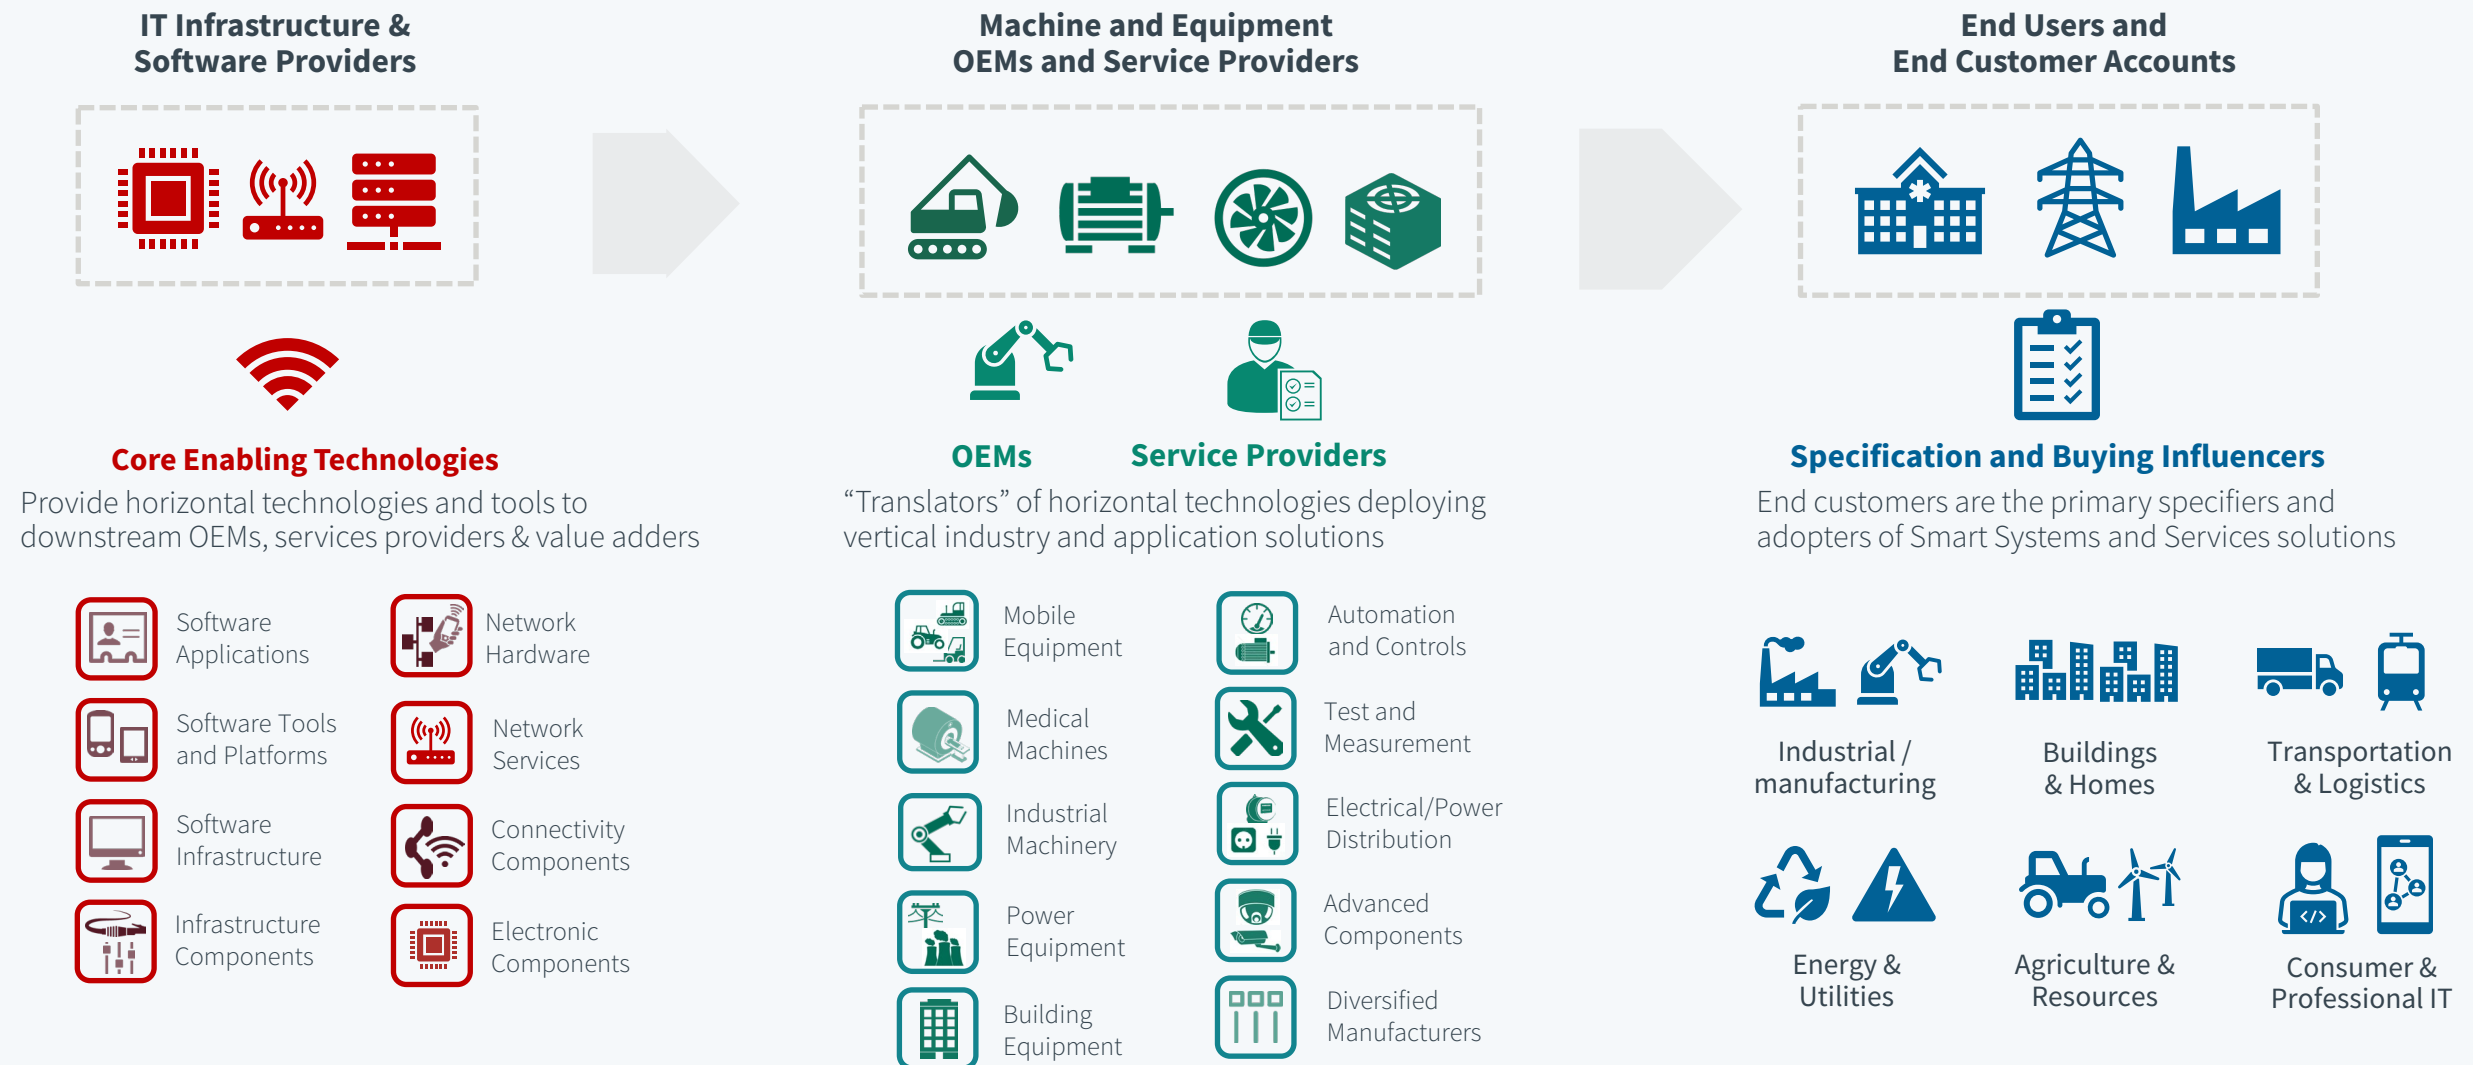 IT Infrastructure &
Software Providers
Core Enabling Technologies
Provide horizontal technologies and tools to
downstream OEMs, services providers & value adders
Software
Applications
Network
Hardware
Software Tools
and Platforms
Network
Services
Software
Infrastructure
Connectivity
Components
Infrastructure
Components
Electronic
Components
Machine and Equipment
OEMs and Service Providers
OEMs
Service Providers
“Translators” of horizontal technologies deploying
vertical industry and application solutions
Mobile
Equipment
Automation
and Controls
Medical
Machines
Test and
Measurement
Industrial
Machinery
Electrical/Power
Distribution
Power
Equipment
Advanced
Components
Building
Equipment
Diversified
Manufacturers
End Users and
End Customer Accounts
Specification and Buying Influencers
End customers are the primary specifiers and
adopters of Smart Systems and Services solutions
Industrial /
manufacturing
Buildings
& Homes
Transportation
& Logistics
Energy &
Utilities
Agriculture &
Resources
</>
Consumer &
Professional IT